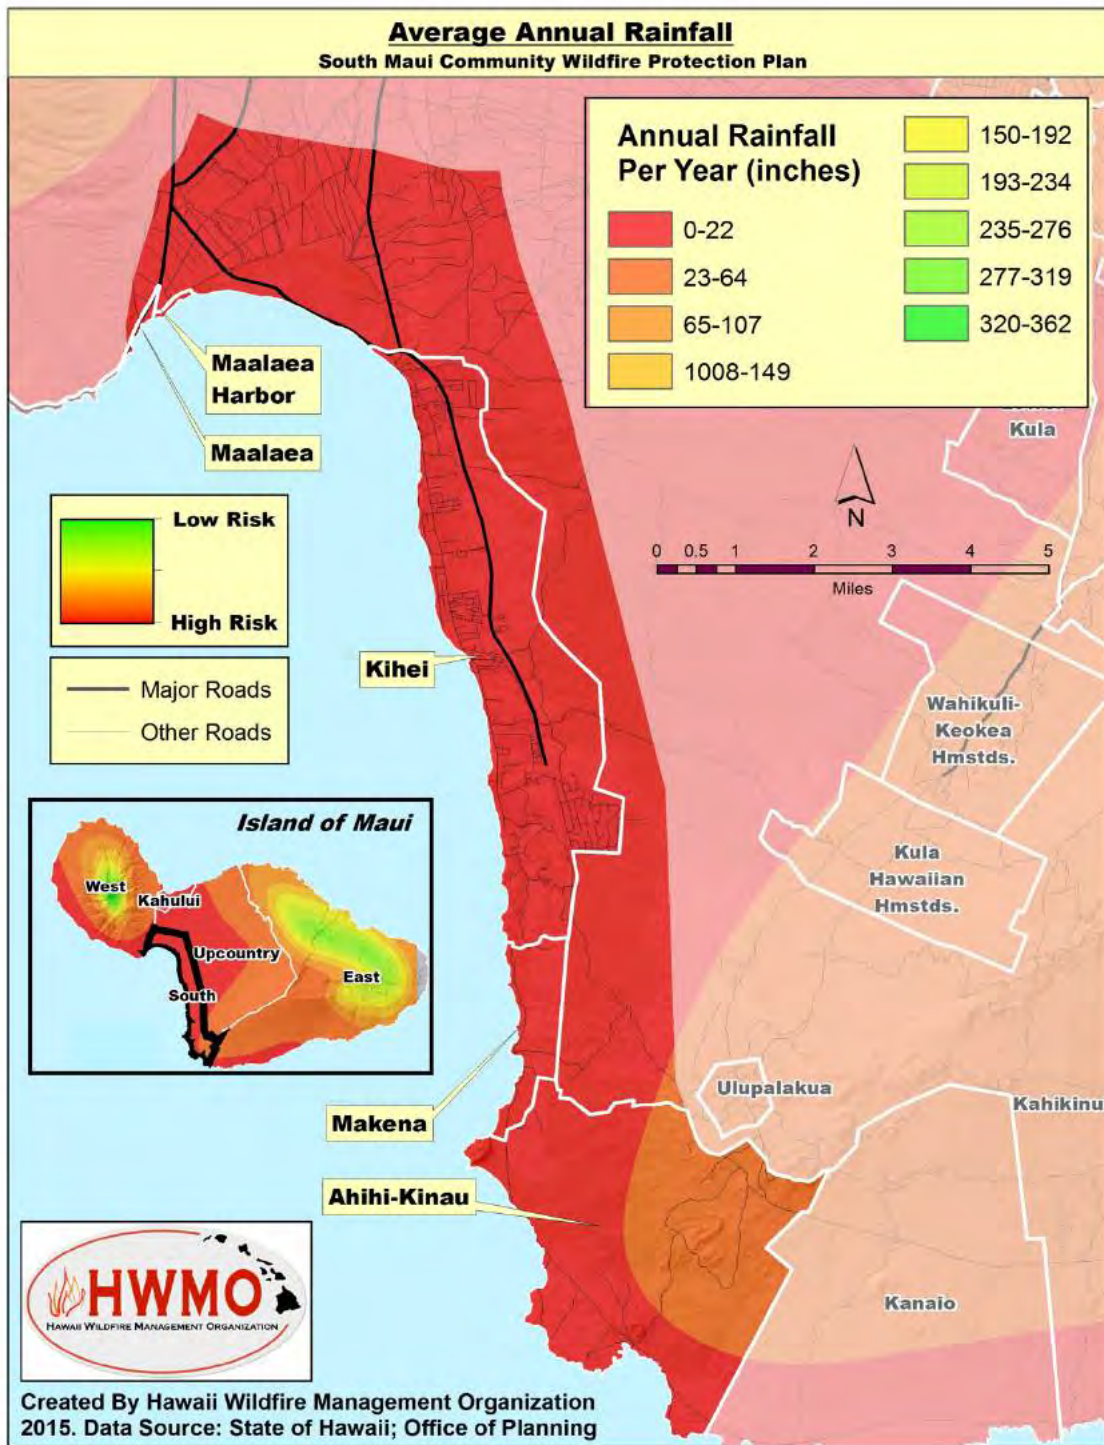 Average Annual Rainfall
South Maui Community Wildfire Protection Plan
Annual Rainfall
Per Year (inches)
0-22
23-64
65-107
1008-149
150-192
193-234
235-276
277-319
320-362
Kula
Maalaea
Harbor
Maalaea
N
0 0.5 1 2 3 4 5
Miles
Low Risk
High Risk
Major Roads
Other Roads
Kihei
Wahikuli-
Keokea
Hmstds.
Kula
Hawaiian
Hmstds.
Island of Maui
West
Kahului
Upcountry
South
East
Ulupalakua
Kahikinu
Makena
Ahihi-Kinau
Kanaio
HWMO
HAWAII WILDFIRE MANAGEMENT ORGANIZATION
Created By Hawaii Wildfire Management Organization
2015. Data Source: State of Hawaii; Office of Planning